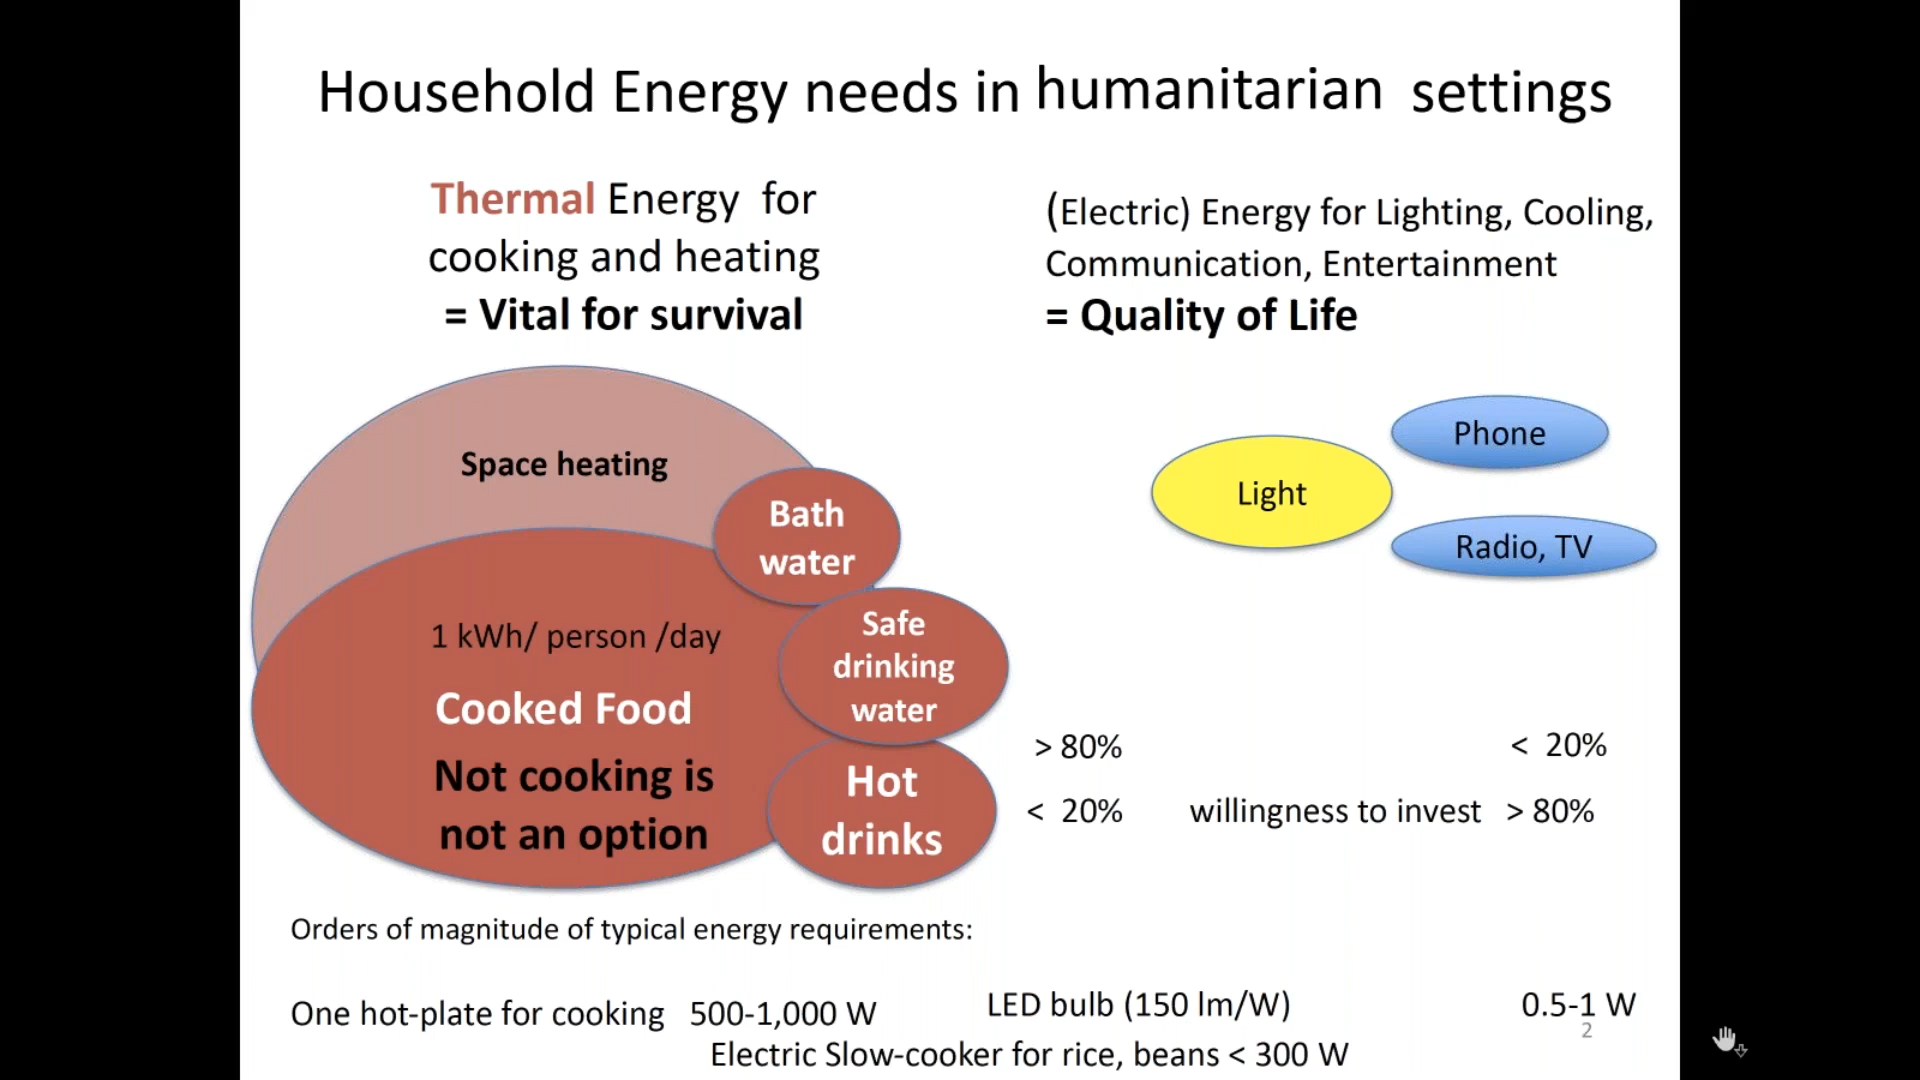 Household Energy needs in humanitarian settings
Thermal Energy for
cooking and heating
= Vital for survival
(Electric) Energy for Lighting, Cooling,
Communication, Entertainment
= Quality of Life
Space heating
Bath
water
1 kWh/ person /day
Cooked Food
Not cooking is
not an option
Safe
drinking
water
Hot
drinks
Light
Phone
Radio, TV
> 80% < 20%
< 20% willingness to invest > 80%
Orders of magnitude of typical energy requirements:
One hot-plate for cooking 500-1,000 W
LED bulb (150 lm/W) 0.5-1 W
2
Electric Slow-cooker for rice, beans < 300 W